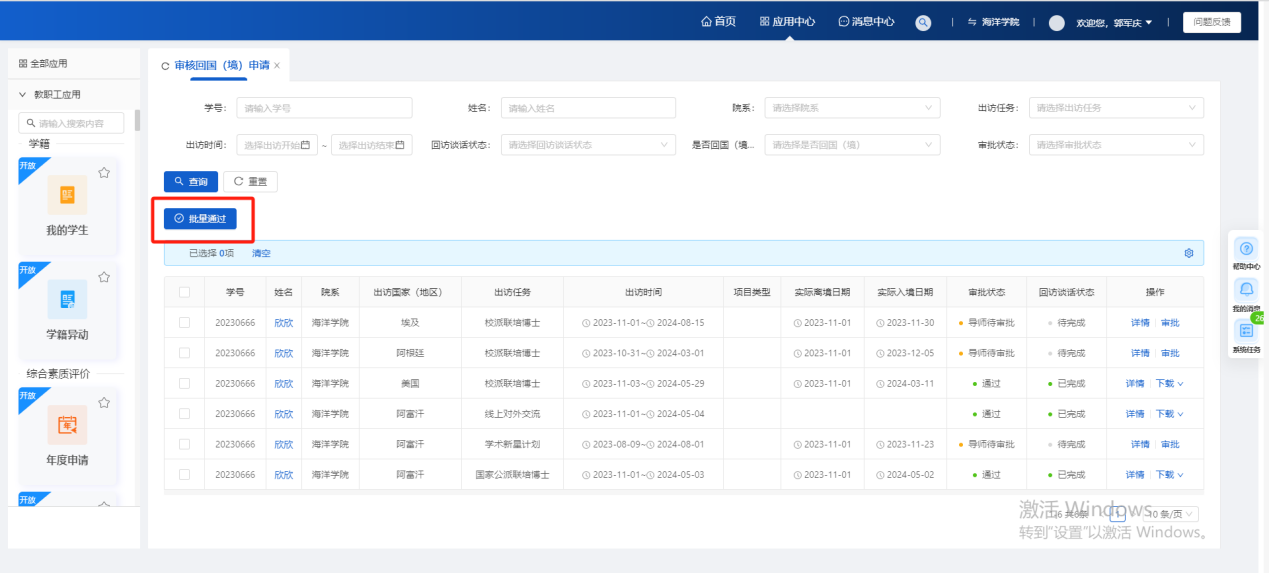 首页 应用中心 消息中心 海洋学院 欢迎您，郭军庆 问题反馈
全部应用
教职工应用
请输入搜索内容
学籍
开放
我的学生
开放
学籍异动
综合素质评价
开放
年度申请
开放
审核回国（境）申请 ×
学号： 请输入学号 姓名： 请输入姓名 院系： 请选择院系 出访任务： 请选择出访任务
出访时间： 选择出访开始 ~ 选择出访结束 回访谈话状态： 请选择回访谈话状态 是否回国（境... 请选择是否回国（境） 审批状态： 请选择审批状态
查询 重置
批量通过
已选择 0项 清空
学号 姓名 院系 出访国家（地区） 出访任务 出访时间 项目类型 实际离境日期 实际入境日期 审批状态 回访谈话状态 操作
20230666 欣欣 海洋学院 埃及 校派联培博士 2023-11-01~2024-08-15 2023-11-01 2023-11-30 导师待审批 待完成 详情 审批
20230666 欣欣 海洋学院 阿根廷 校派联培博士 2023-10-31~2024-03-01 2023-11-01 2023-12-05 导师待审批 待完成 详情 审批
20230666 欣欣 海洋学院 美国 校派联培博士 2023-11-03~2024-05-29 2023-11-01 2024-03-11 通过 已完成 详情 下载
20230666 欣欣 海洋学院 阿富汗 线上对外交流 2023-11-01~2024-05-04 通过 已完成 详情 下载
20230666 欣欣 海洋学院 阿富汗 学术新星计划 2023-08-09~2024-08-01 2023-11-01 2023-11-23 导师待审批 待完成 详情 审批
20230666 欣欣 海洋学院 阿富汗 国家公派联培博士 2023-11-01~2024-05-03 2023-11-01 2024-05-02 通过 已完成 详情 下载
1 10 条/页
帮助中心
我的消息
26
系统任务
激活 Windows
转到"设置"以激活 Windows。